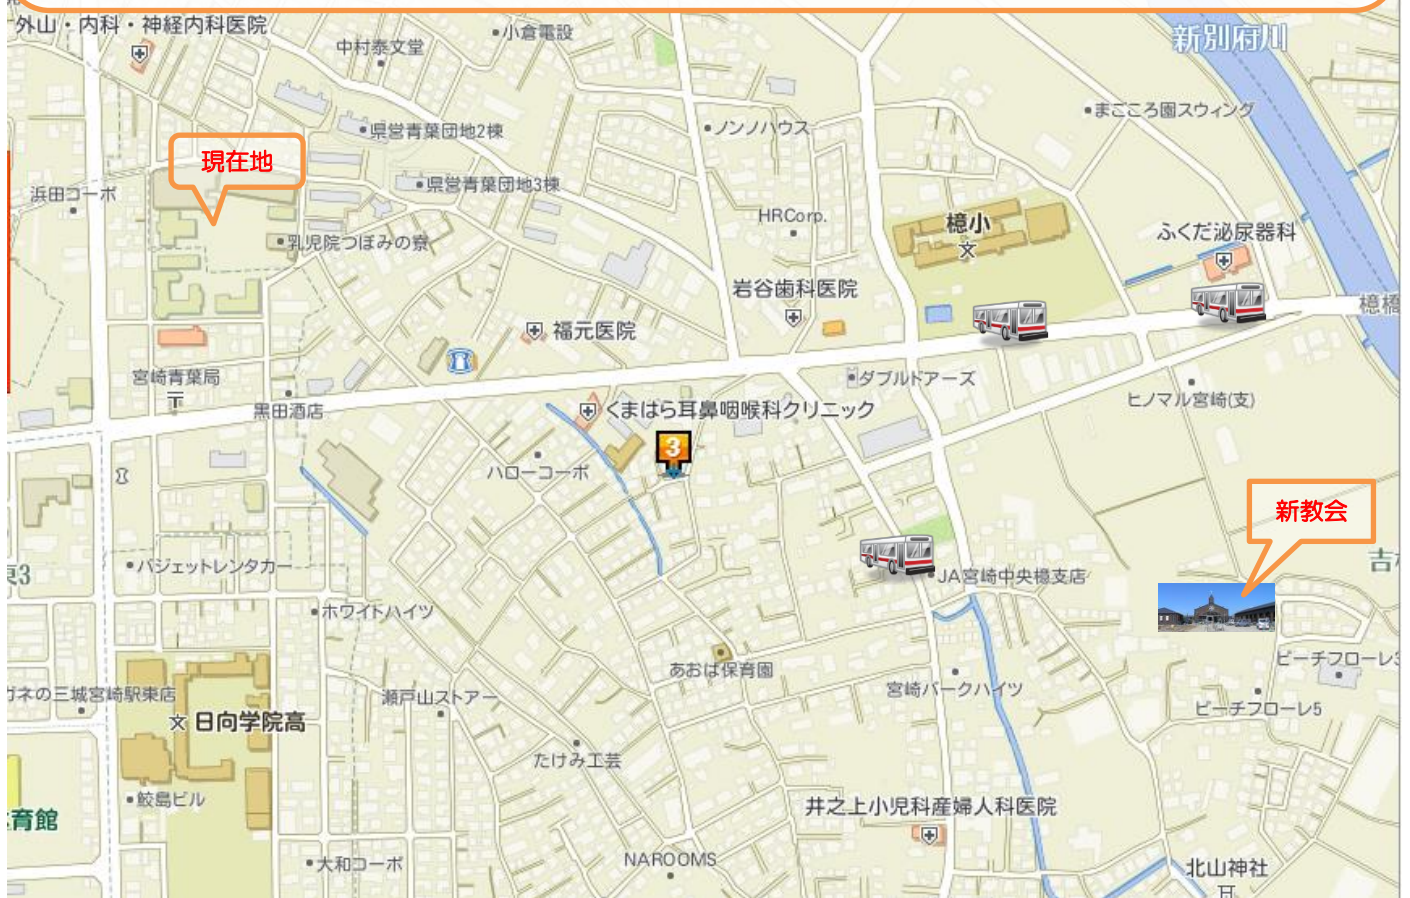 外山・内科・神経内科医院
中村泰文堂
小倉電設
新別府川
県営青葉団地2棟
ノンノハウス
まごころ園スウィング
現在地
浜田コーポ
県営青葉団地3棟
HRCorp.
檍小
文
ふくだ泌尿器科
乳児院つぼみの寮
岩谷歯科医院
檍橋
福元医院
宮崎青葉局
〒
黒田酒店
ダブルドアーズ
ヒノマル宮崎(支)
くまはら耳鼻咽喉科クリニック
3
ハローコーポ
新教会
バジェットレンタカー
JA宮崎中央檍支店
ホワイトハイツ
あおば保育園
宮崎パークハイツ
ビーチフローレ3
ビーチフローレ5
ガネの三城宮崎駅東店
瀬戸山ストアー
文 日向学院高
たけみ工芸
鮫島ビル
育館
井之上小児科産婦人科医院
大和コーポ
NAROOMS
北山神社